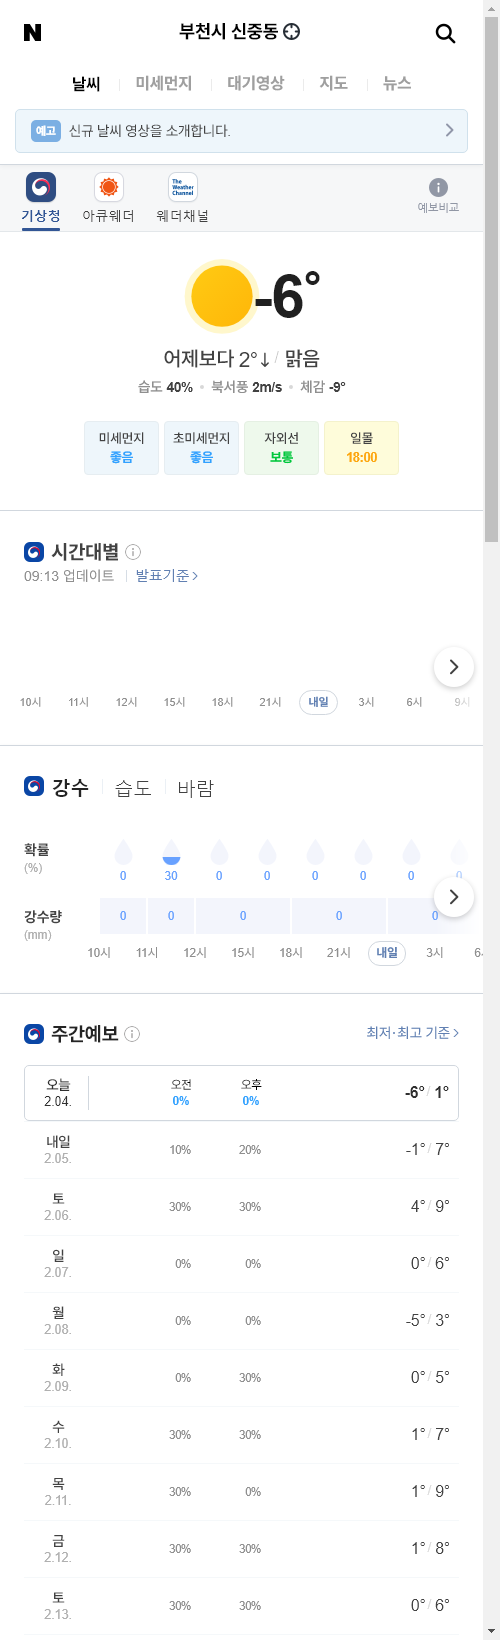 N 부천시 신중동
날씨 미세먼지 대기영상 지도 뉴스
예고 신규 날씨 영상을 소개합니다.
The Weather Channel
기상청 아큐웨더 웨더채널 예보비교
-6°
어제보다 2°↓ / 맑음
습도 40% • 북서풍 2m/s • 체감 -9°
미세먼지 초미세먼지 자외선 일몰
좋음 좋음 보통 18:00
시간대별
09:13 업데이트 발표기준 >
10시 11시 12시 15시 18시 21시 내일 3시 6시 9시
강수 습도 바람
확률
(%)
0 30 0 0 0 0 0 0
강수량
(mm)
0 0 0 0 0
10시 11시 12시 15시 18시 21시 내일 3시
주간예보 최저·최고 기준 >
오늘 오전 오후
2.04. 0% 0% -6° / 1°
내일
2.05. 10% 20% -1° / 7°
토
2.06. 30% 30% 4° / 9°
일
2.07. 0% 0% 0° / 6°
월
2.08. 0% 0% -5° / 3°
화
2.09. 0% 30% 0° / 5°
수
2.10. 30% 30% 1° / 7°
목
2.11. 30% 0% 1° / 9°
금
2.12. 30% 30% 1° / 8°
토
2.13. 30% 30% 0° / 6°